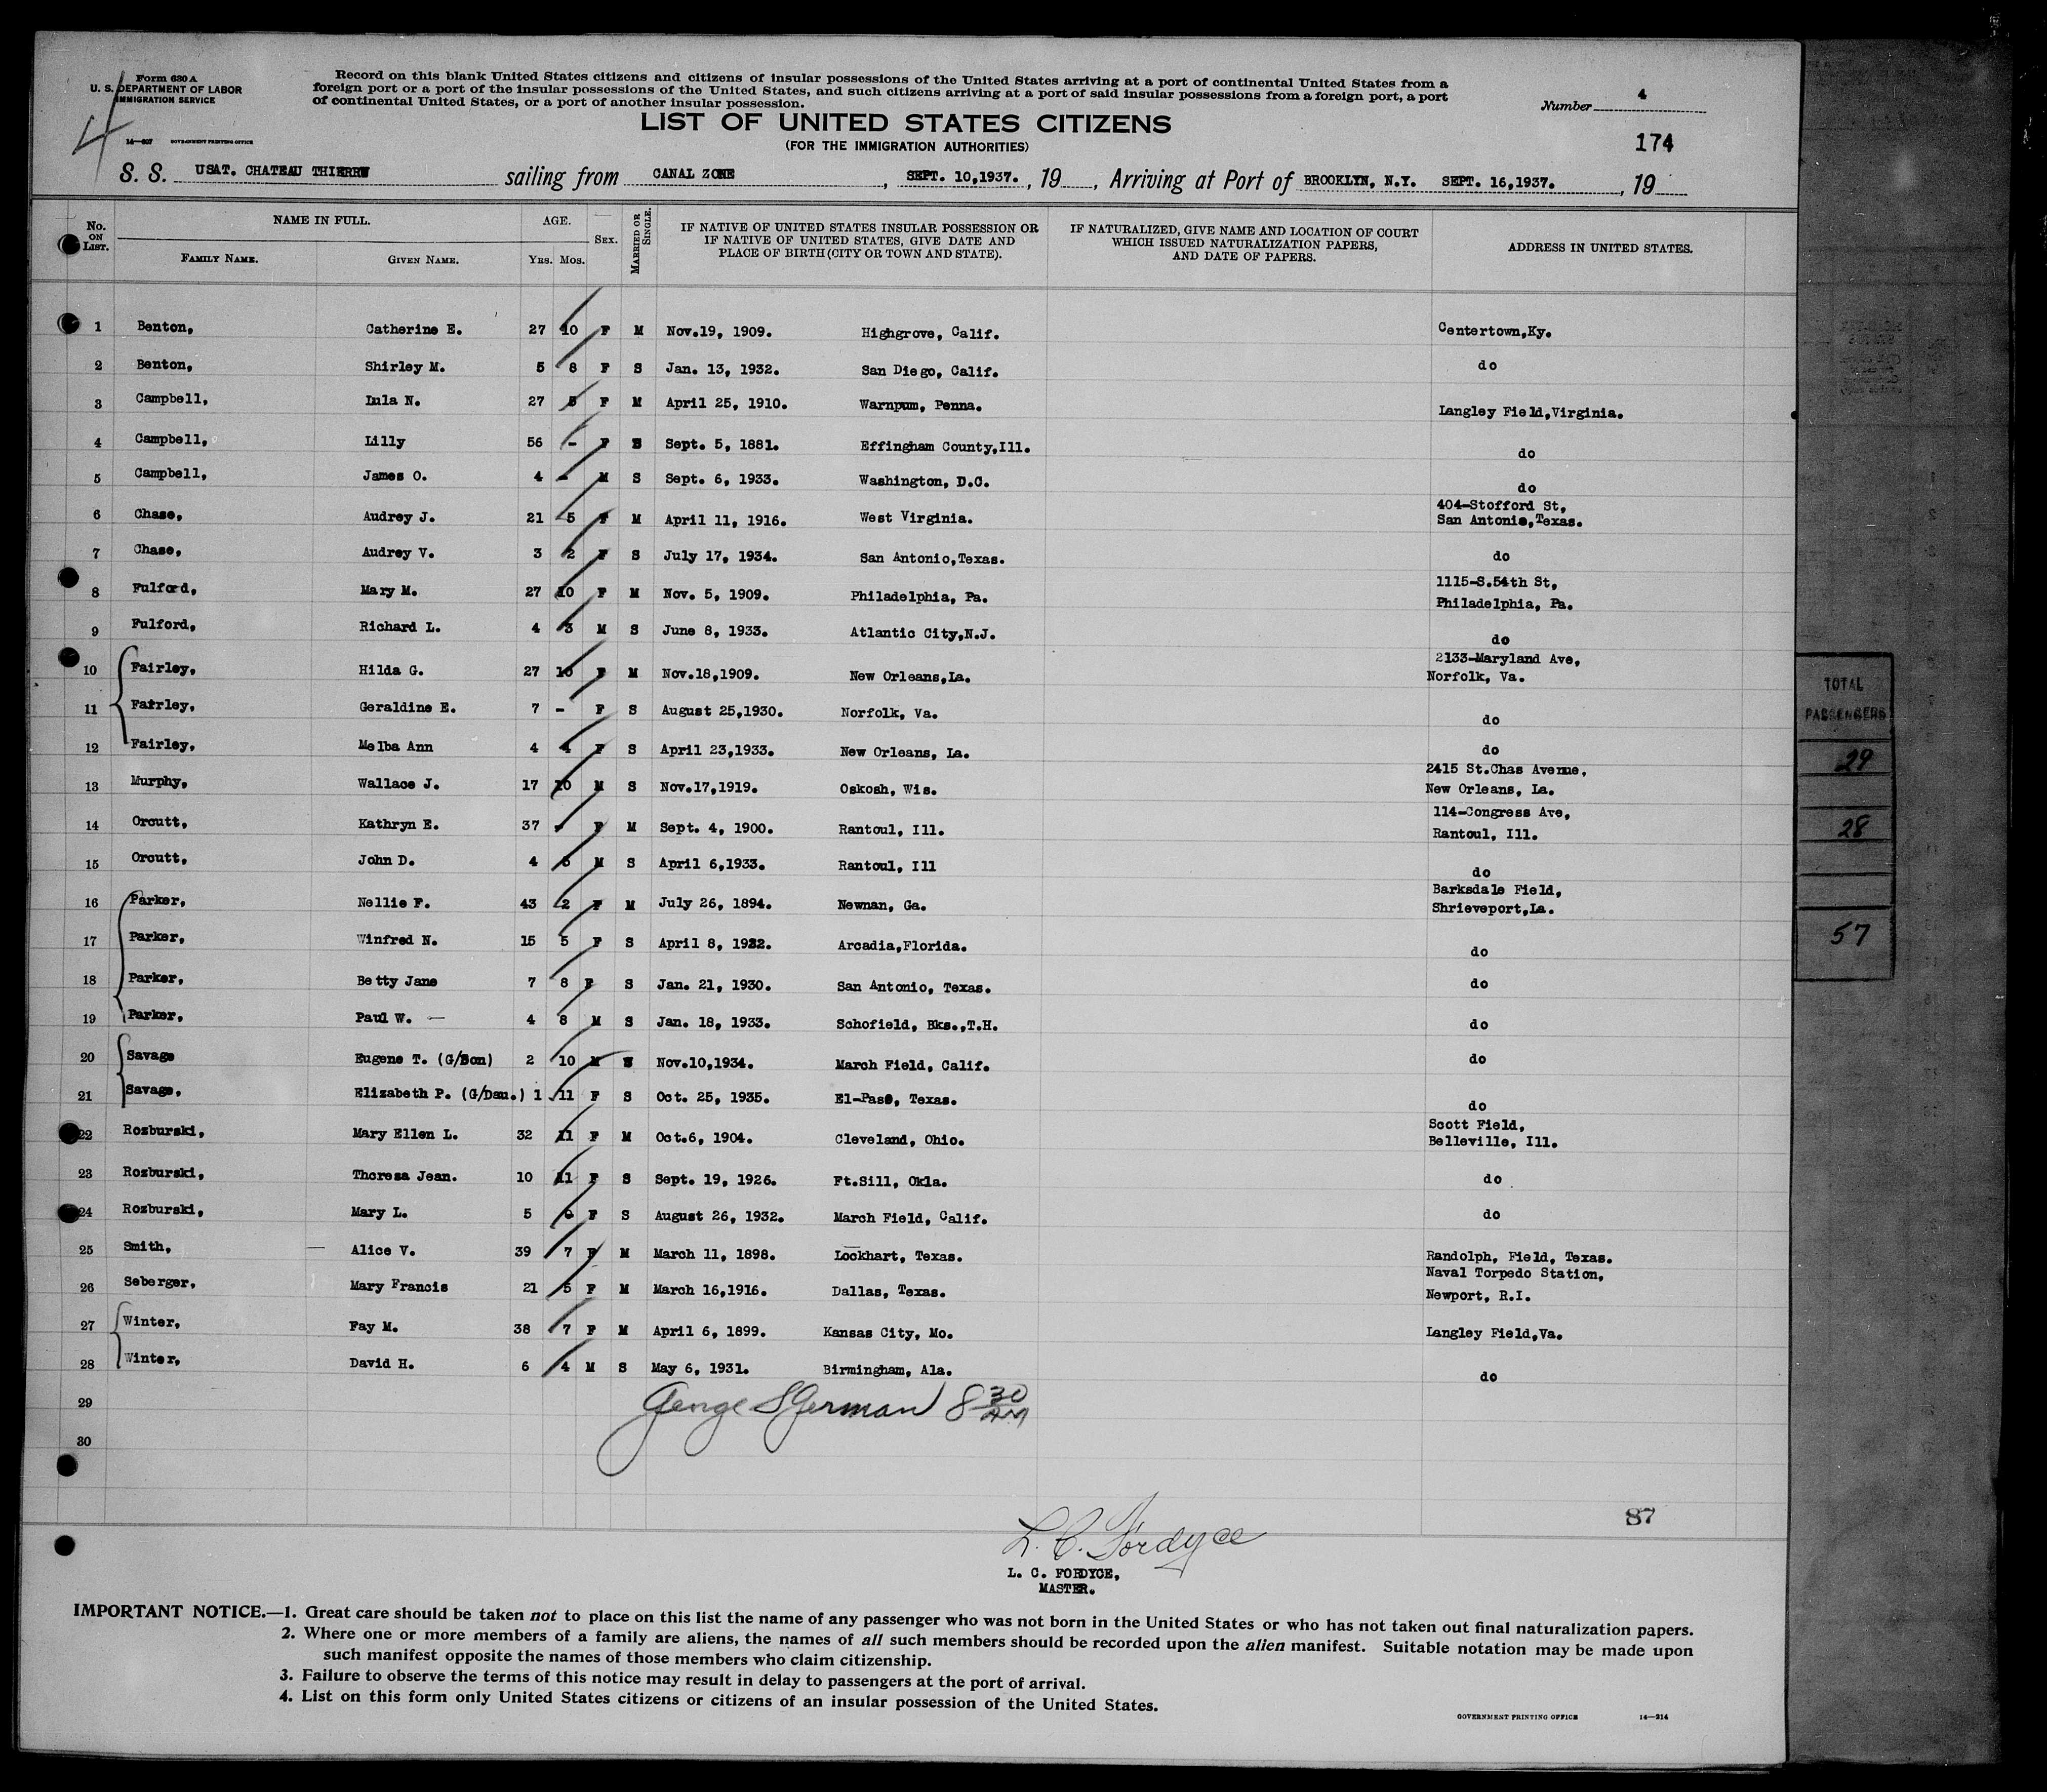 Form 630 A
U. S. DEPARTMENT OF LABOR
IMMIGRATION SERVICE
14—207 GOVERNMENT PRINTING OFFICE
4
Record on this blank United States citizens and citizens of insular possessions of the United States arriving at a port of continental United States from a
foreign port or a port of the insular possessions of the United States, and such citizens arriving at a port of said insular possessions from a foreign port, a port
of continental United States, or a port of another insular possession.
Number 4
LIST OF UNITED STATES CITIZENS
(FOR THE IMMIGRATION AUTHORITIES)
174
S. S. USAT. CHATEAU THIERRY sailing from CANAL ZONE, SEPT. 10,1937., 19 , Arriving at Port of BROOKLYN, N.Y. SEPT. 16,1937. , 19
No. ON LIST. NAME IN FULL. FAMILY NAME. GIVEN NAME. AGE. YRS. MOS. SEX. MARRIED OR SINGLE. IF NATIVE OF UNITED STATES INSULAR POSSESSION OR IF NATIVE OF UNITED STATES, GIVE DATE AND PLACE OF BIRTH (CITY OR TOWN AND STATE). IF NATURALIZED, GIVE NAME AND LOCATION OF COURT WHICH ISSUED NATURALIZATION PAPERS, AND DATE OF PAPERS. ADDRESS IN UNITED STATES.
1 Benton, Catherine E. 27 10 F M Nov.19, 1909. Highgrove, Calif. Centertown,Ky.
2 Benton, Shirley M. 5 8 F S Jan. 13, 1932. San Diego, Calif. do
3 Campbell, Lula N. 27 5 F M April 25, 1910. Warnpum, Penna. Langley Field,Virginia.
4 Campbell, Lilly 56 - F S Sept. 5, 1881. Effingham County,Ill. do
5 Campbell, James O. 4 - M S Sept. 6, 1933. Washington, D.C. do
6 Chase, Audrey J. 21 5 F M April 11, 1916. West Virginia. 404-Stofford St, San Antonio,Texas.
7 Chase, Audrey V. 3 2 F S July 17, 1934. San Antonio,Texas. do
8 Fulford, Mary M. 27 10 F M Nov. 5, 1909. Philadelphia, Pa. 1115-S.54th St, Philadelphia, Pa.
9 Fulford, Richard L. 4 3 M S June 8, 1933. Atlantic City,N.J. do
10 Fairley, Hilda G. 27 10 F M Nov.18,1909. New Orleans,La. 2133-Maryland Ave, Norfolk, Va.
11 Fairley, Geraldine E. 7 - F S August 25,1930. Norfolk, Va. do
12 Fairley, Melba Ann 4 4 F S April 23,1933. New Orleans, La. do
13 Murphy, Wallace J. 17 10 M S Nov.17,1919. Oskosh, Wis. 2415 St.Chas Avenue, New Orleans, La.
14 Orcutt, Kathryn E. 37 - F M Sept. 4, 1900. Rantoul, Ill. 114-Congress Ave, Rantoul, Ill.
15 Orcutt, John D. 4 5 M S April 6,1933. Rantoul, Ill do
16 Parker, Nellie F. 43 2 F M July 26, 1894. Newnan, Ga. Barksdale Field, Shrieveport,La.
17 Parker, Winfred N. 15 5 F S April 8, 1922. Arcadia,Florida. do
18 Parker, Betty Jane 7 8 F S Jan. 21, 1930. San Antonio, Texas. do
19 Parker, Paul W. — 4 8 M S Jan. 18, 1933. Schofield, Bks.,T.H. do
20 Savage Eugene T. (G/Son) 2 10 M S Nov.10,1934. March Field, Calif. do
21 Savage, Elizabeth P. (G/Dau.) 1 11 F S Oct. 25, 1935. El-Paso, Texas. do
22 Rozburski, Mary Ellen L. 32 11 F M Oct.6, 1904. Cleveland, Ohio. Scott Field, Belleville, Ill.
23 Rozburski, Theresa Jean. 10 11 F S Sept. 19, 1926. Ft.Sill, Okla. do
24 Rozburski, Mary L. 5 F S August 26, 1932. March Field, Calif. do
25 Smith, Alice V. 39 7 F M March 11, 1898. Lockhart, Texas. Randolph, Field, Texas.
26 Seberger, Mary Francis 21 5 F M March 16,1916. Dallas, Texas. Naval Torpedo Station, Newport, R.I.
27 Winter, Fay M. 38 7 F M April 6, 1899. Kansas City, Mo. Langley Field,Va.
28 Winter, David H. 6 4 M S May 6, 1931. Birmingham, Ala. do
29 George S German 8 30 AM
30
TOTAL
PASSENGERS
29
28
57
87
L. C. Fordyce
L. C. FORDYCE,
MASTER.
IMPORTANT NOTICE.—1. Great care should be taken not to place on this list the name of any passenger who was not born in the United States or who has not taken out final naturalization papers.
2. Where one or more members of a family are aliens, the names of all such members should be recorded upon the alien manifest. Suitable notation may be made upon
such manifest opposite the names of those members who claim citizenship.
3. Failure to observe the terms of this notice may result in delay to passengers at the port of arrival.
4. List on this form only United States citizens or citizens of an insular possession of the United States.
GOVERNMENT PRINTING OFFICE 14—214